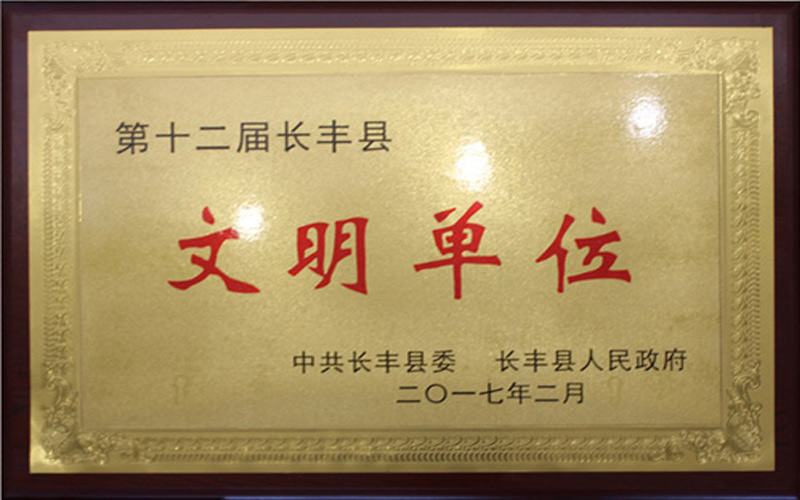 第十二届长丰县
文明单位
中共长丰县委 长丰县人民政府
二〇一七年二月